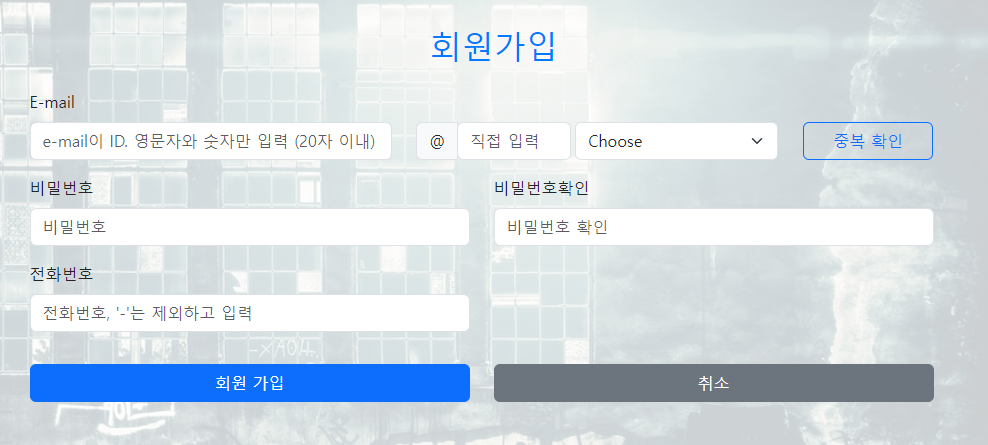 회원가입
E-mail
e-mail이 ID. 영문자와 숫자만 입력 (20자 이내) @ 직접 입력 Choose 중복 확인
비밀번호 비밀번호확인
비밀번호 비밀번호 확인
전화번호
전화번호, '-'는 제외하고 입력
회원 가입 취소